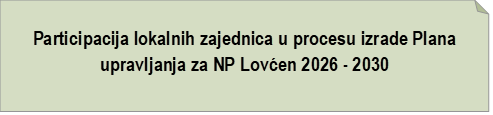 Participacija lokalnih zajednica u procesu izrade Plana
upravljanja za NP Lovćen 2026 - 2030